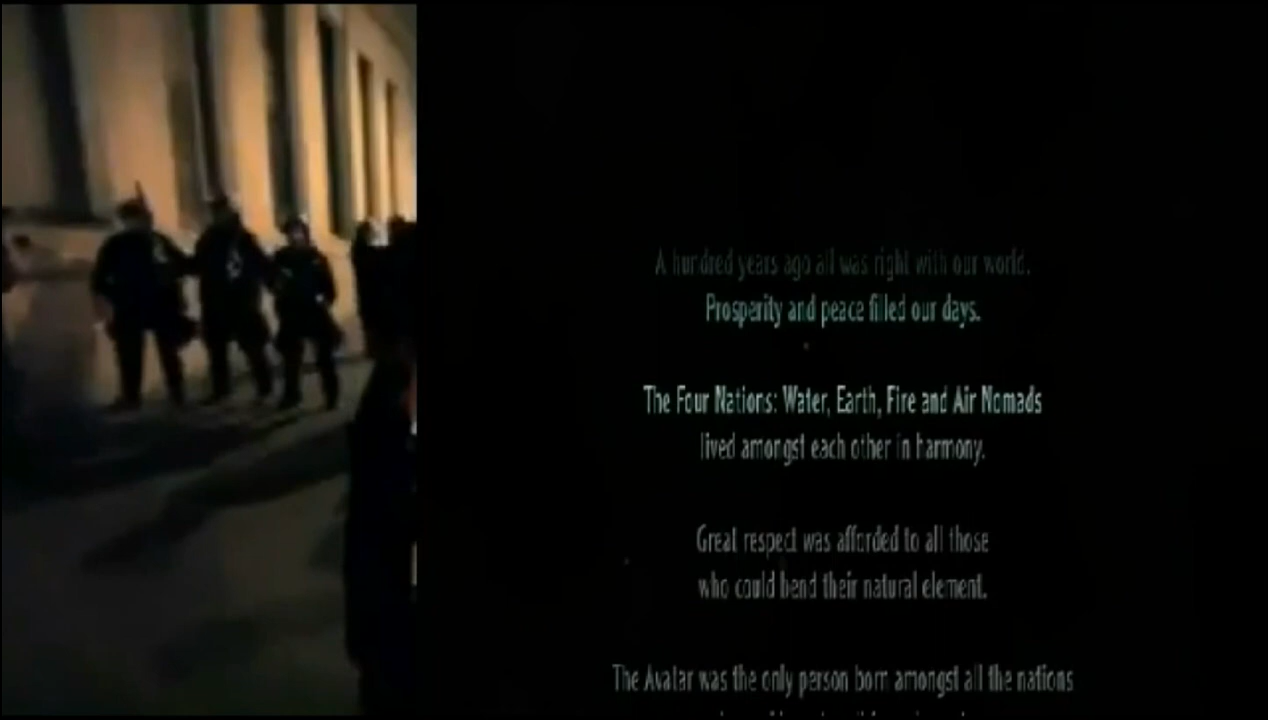 A hundred years ago all was right with our world.
Prosperity and peace filled our days.
The Four Nations: Water, Earth, Fire and Air Nomads
lived amongst each other in harmony.
Great respect was afforded to all those
who could bend their natural element.
The Avatar was the only person born amongst all the nations